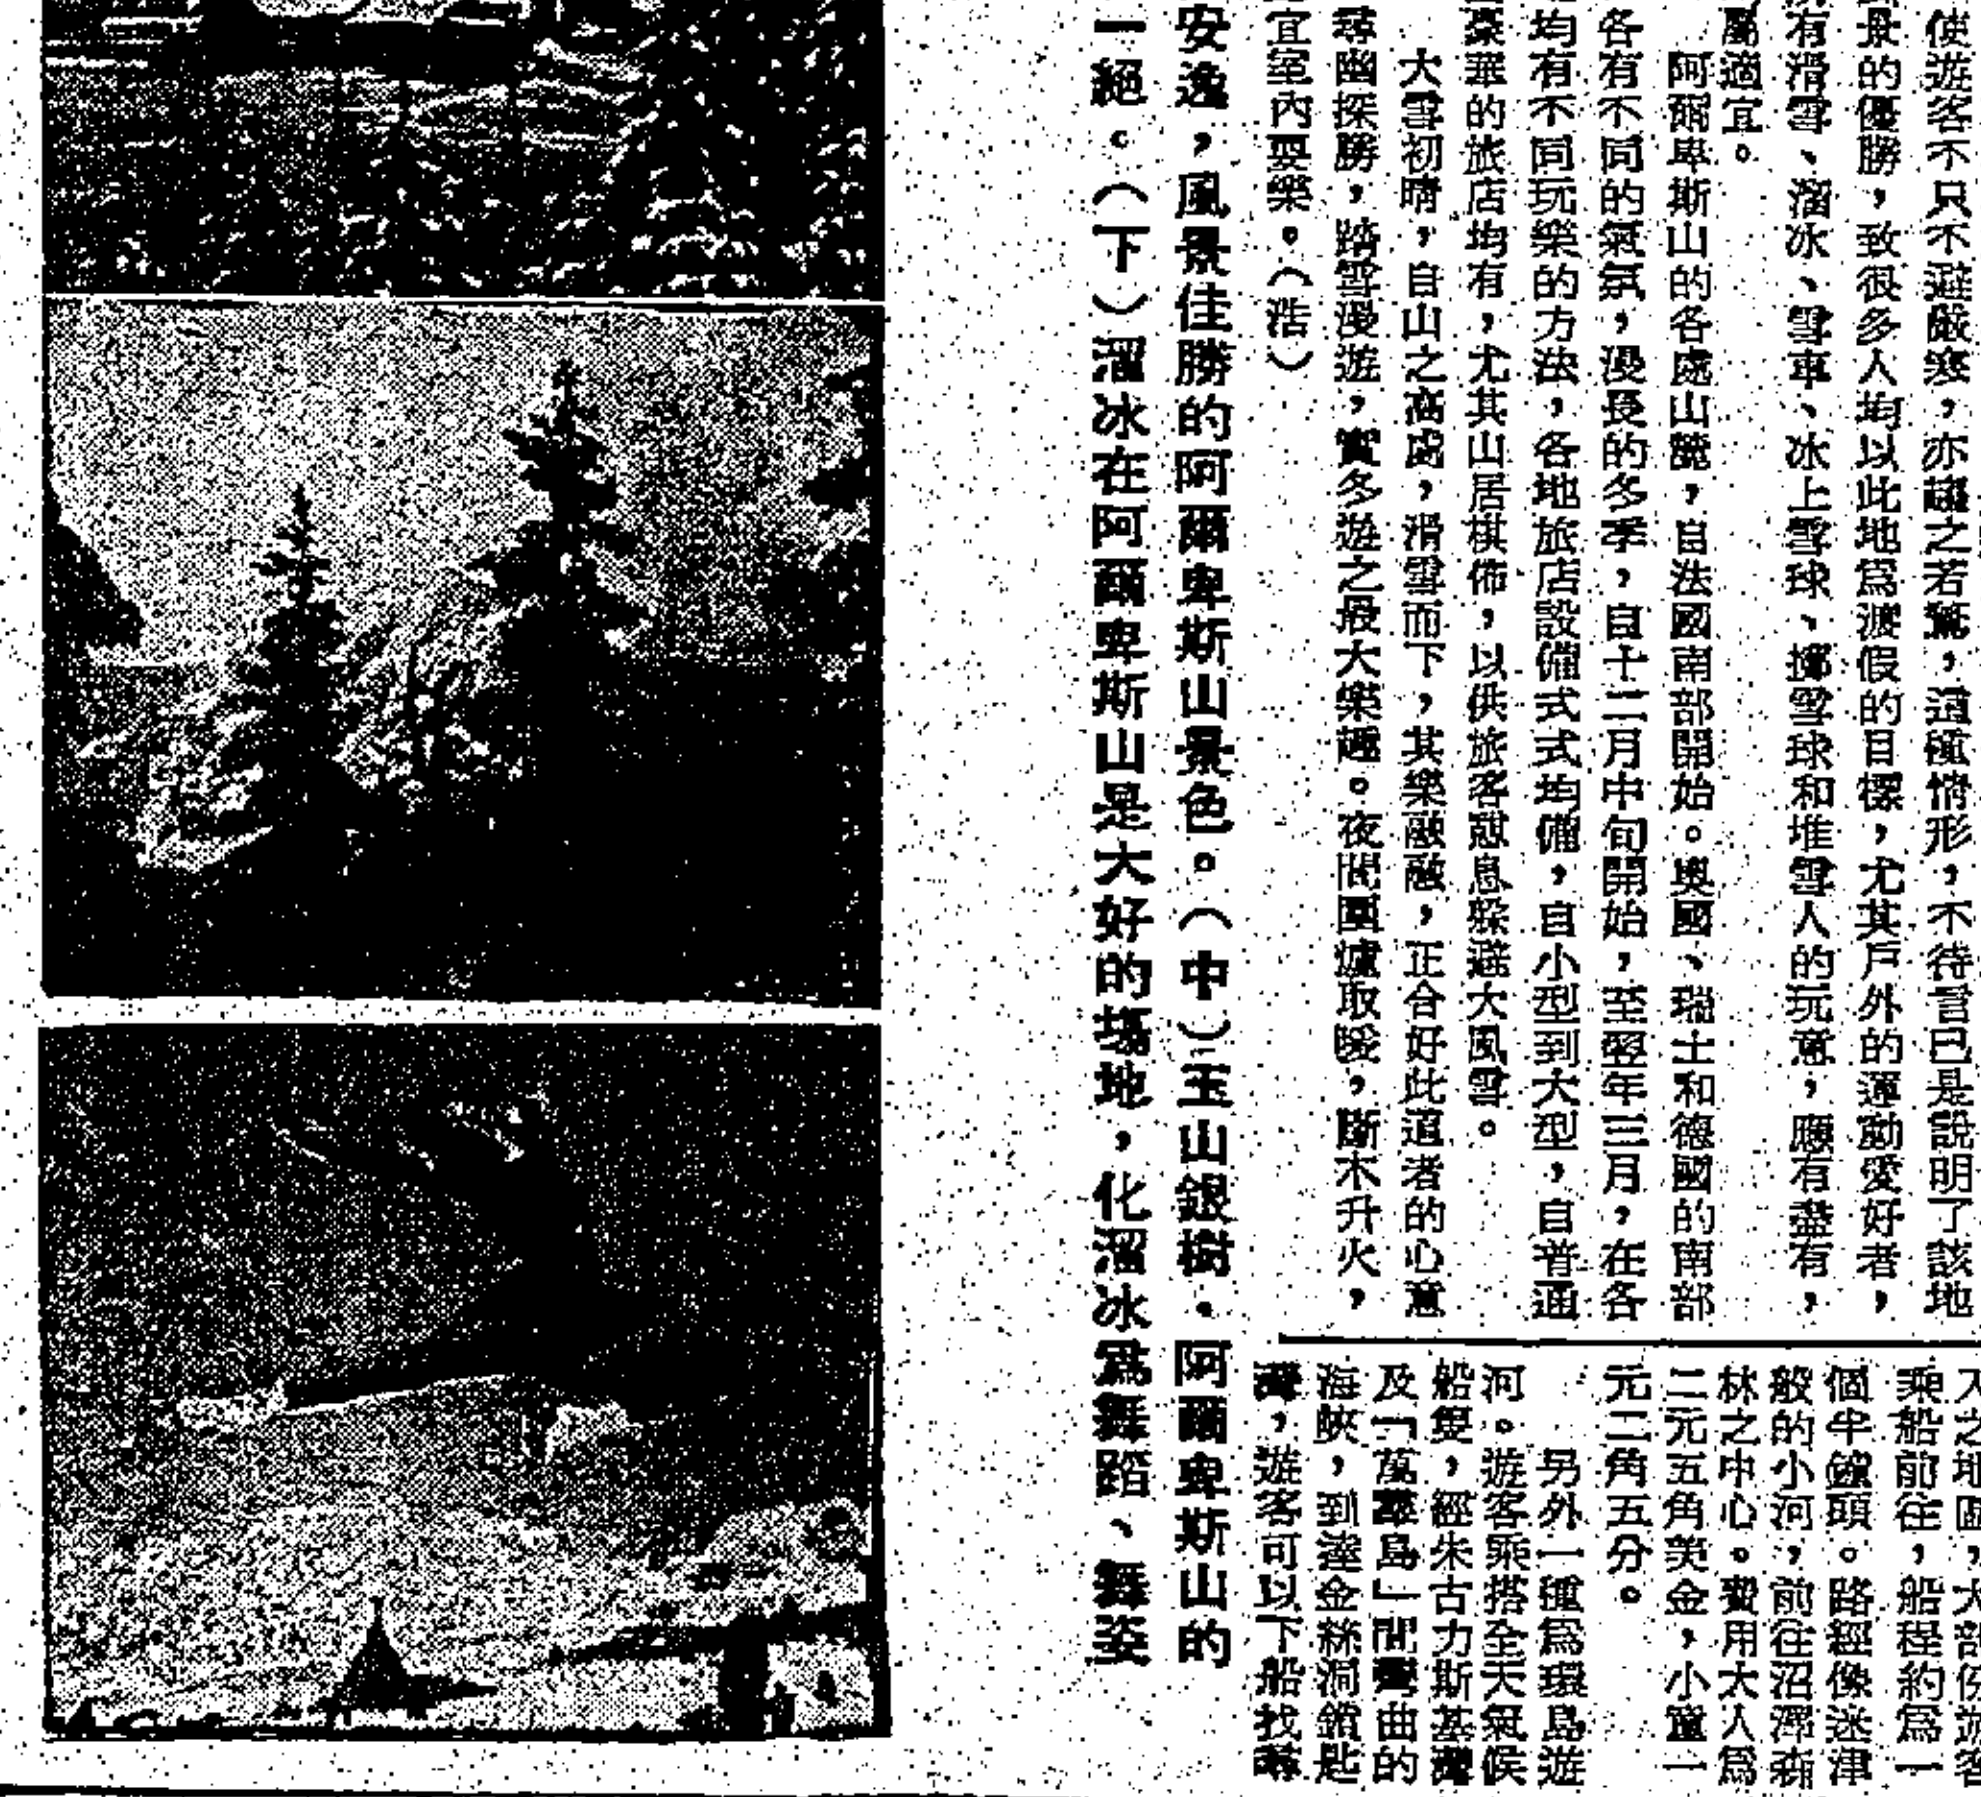 使遊客不只不避嚴寒，亦趨之若鶩，這種情形，不待言已是說明了該地
景的優勝，致很多人均以此地爲渡假的目標，尤其戶外的運動愛好者，
有滑雪、溜冰、雪車、冰上雪球、擲雪球和堆雪人的玩意，應有盡有，
屬適宜。
阿爾卑斯山的各處山麓，自法國南部開始。奧國、瑞士和德國的南部
各有不同的氣氛，漫長的冬季，自十二月中旬開始，至翌年三月，在各
均有不同玩樂的方法，各地旅店設備式式均備，自小型到大型，自普通
豪華的旅店均有，尤其山居棋佈，以供旅客憩息躲避大風雪。
大雪初晴，自山之高處，滑雪而下，其樂融融，正合好此道者的心意
尋幽探勝，踏雪漫遊，實多遊之最大樂趣。夜間圍爐取暖，斷木升火，
宜室內耍樂。（浩）
安逸，風景佳勝的阿爾卑斯山景色。（中）玉山銀樹．阿爾卑斯山的
一絕。（下）溜冰在阿爾卑斯山是大好的塲地，化溜冰爲舞蹈、舞姿
入之地區，大部份遊客
乘船前往，船程約爲一
個半鐘頭。路經像迷津
般的小河，前往沼澤森
林之中心。費用大人爲
二元五角美金，小童一
元二角五分。
另外一種爲環島遊
河。遊客乘搭全天氣候
船隻，經朱古力斯基灣
及「萬翠島」間彎曲的
海峽，到達金絲洞鎖匙
灣，遊客可以下船找尋